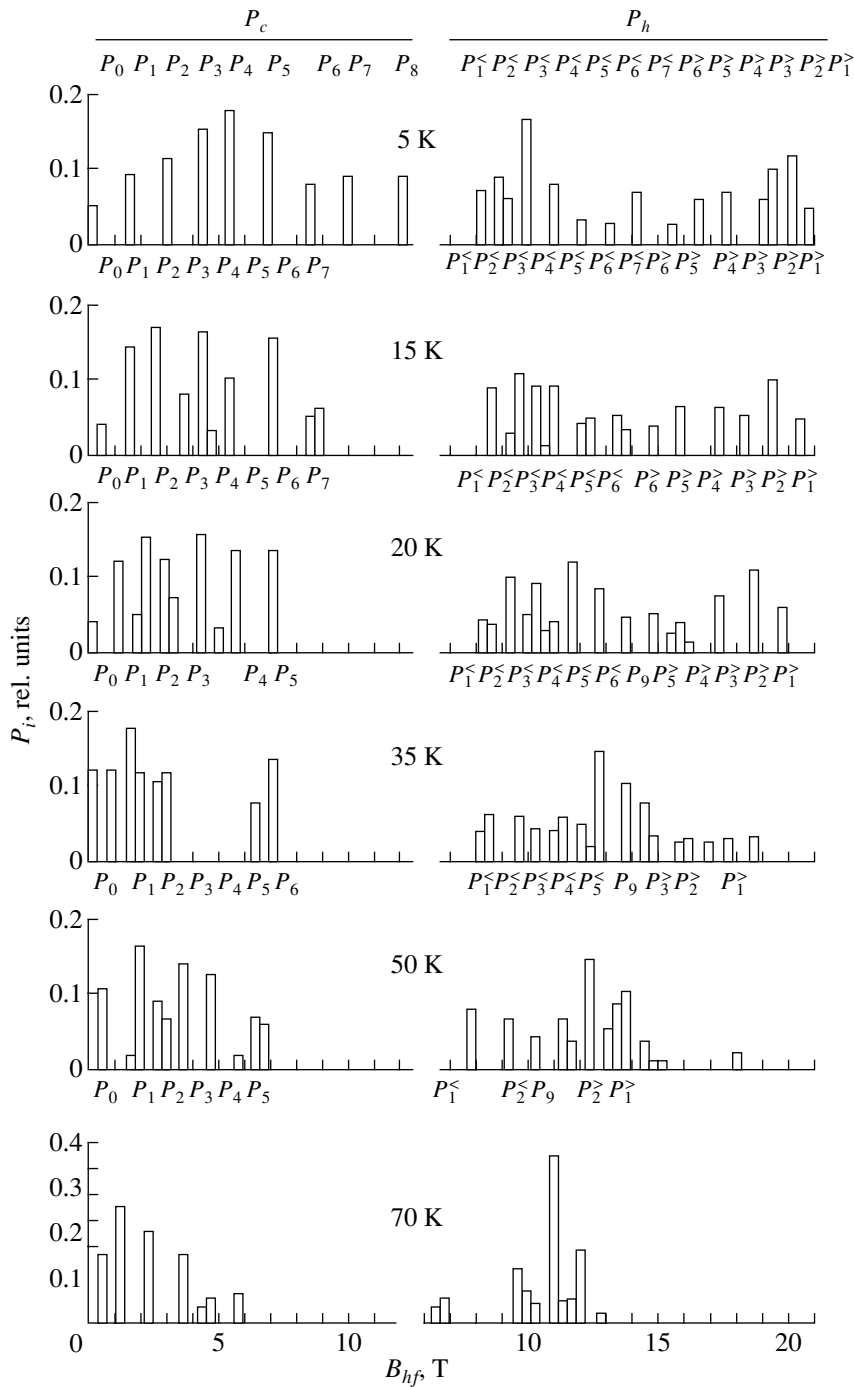 P_c P_h
P_0 P_1 P_2 P_3 P_4 P_5 P_6 P_7 P_8 P_1^< P_2^< P_3^< P_4^< P_5^< P_6^< P_7^< P_6^> P_5^> P_4^> P_3^> P_2^> P_1^>
0.2
5 K
0.1
0
P_0 P_1 P_2 P_3 P_4 P_5 P_6 P_7 P_1^< P_2^< P_3^< P_4^< P_5^< P_6^< P_7^< P_6^> P_5^> P_4^> P_3^> P_2^> P_1^>
0.2
15 K
0.1
0
P_0 P_1 P_2 P_3 P_4 P_5 P_6 P_7 P_1^< P_2^< P_3^< P_4^< P_5^< P_6^< P_6^> P_5^> P_4^> P_3^> P_2^> P_1^>
0.2
20 K
0.1
0
P_0 P_1 P_2 P_3 P_4 P_5 P_1^< P_2^< P_3^< P_4^< P_5^< P_6^< P_9 P_5^> P_4^> P_3^> P_2^> P_1^>
P_i, rel. units
0.2
35 K
0.1
0
P_0 P_1 P_2 P_3 P_4 P_5 P_6 P_1^< P_2^< P_3^< P_4^< P_5^< P_9 P_3^> P_2^> P_1^>
0.2
50 K
0.1
0
P_0 P_1 P_2 P_3 P_4 P_5 P_1^< P_2^< P_9 P_2^> P_1^>
0.4
0.3
70 K
0.2
0.1
0 5 10 10 15 20
B_hf, T